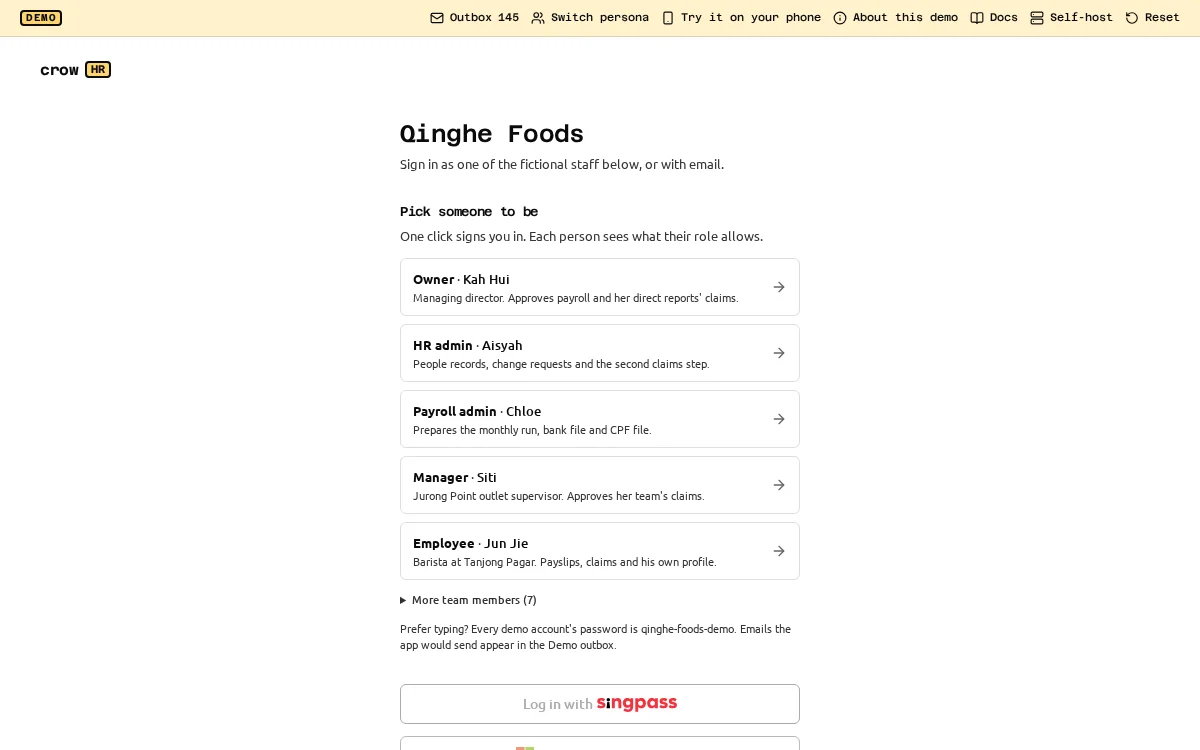 DEMO
Outbox 145
Switch persona
Try it on your phone
About this demo
Docs
Self-host
Reset
crow HR
Qinghe Foods
Sign in as one of the fictional staff below, or with email.
Pick someone to be
One click signs you in. Each person sees what their role allows.
Owner · Kah Hui
Managing director. Approves payroll and her direct reports' claims.
HR admin · Aisyah
People records, change requests and the second claims step.
Payroll admin · Chloe
Prepares the monthly run, bank file and CPF file.
Manager · Siti
Jurong Point outlet supervisor. Approves her team's claims.
Employee · Jun Jie
Barista at Tanjong Pagar. Payslips, claims and his own profile.
More team members (7)
Prefer typing? Every demo account's password is qinghe-foods-demo. Emails the
app would send appear in the Demo outbox.
Log in with singpass